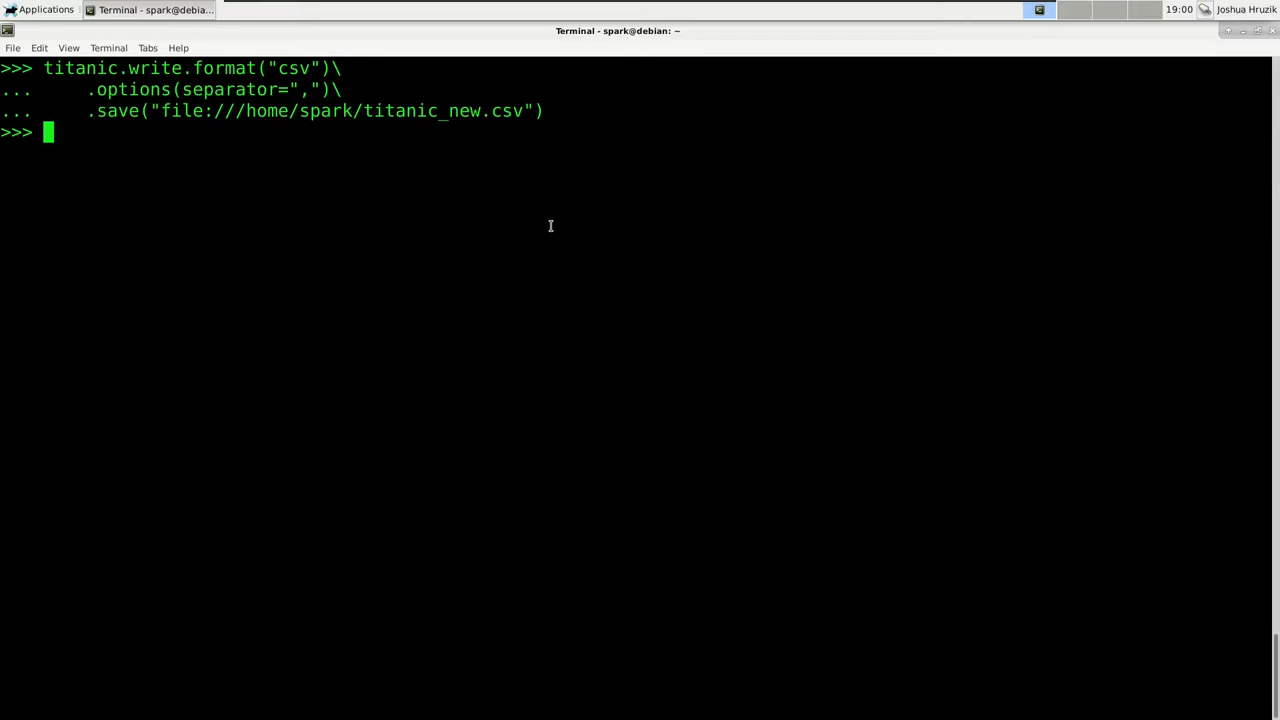 Applications Terminal - spark@debia... 19:00 Joshua Hruzik
Terminal - spark@debian: ~
File Edit View Terminal Tabs Help
>>> titanic.write.format("csv")\
...     .options(separator=",")\
...     .save("file:///home/spark/titanic_new.csv")
>>>